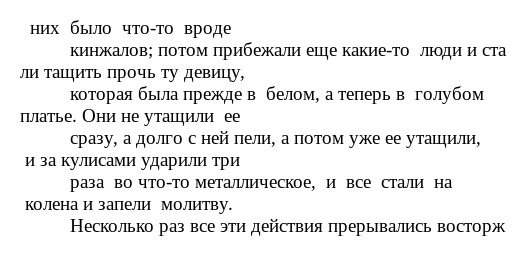 них было что-то вроде
кинжалов; потом прибежали еще какие-то люди и ста
ли тащить прочь ту девицу,
которая была прежде в белом, а теперь в голубом
платье. Они не утащили ее
сразу, а долго с ней пели, а потом уже ее утащили,
и за кулисами ударили три
раза во что-то металлическое, и все стали на
колена и запели молитву.
Несколько раз все эти действия прерывались восторж